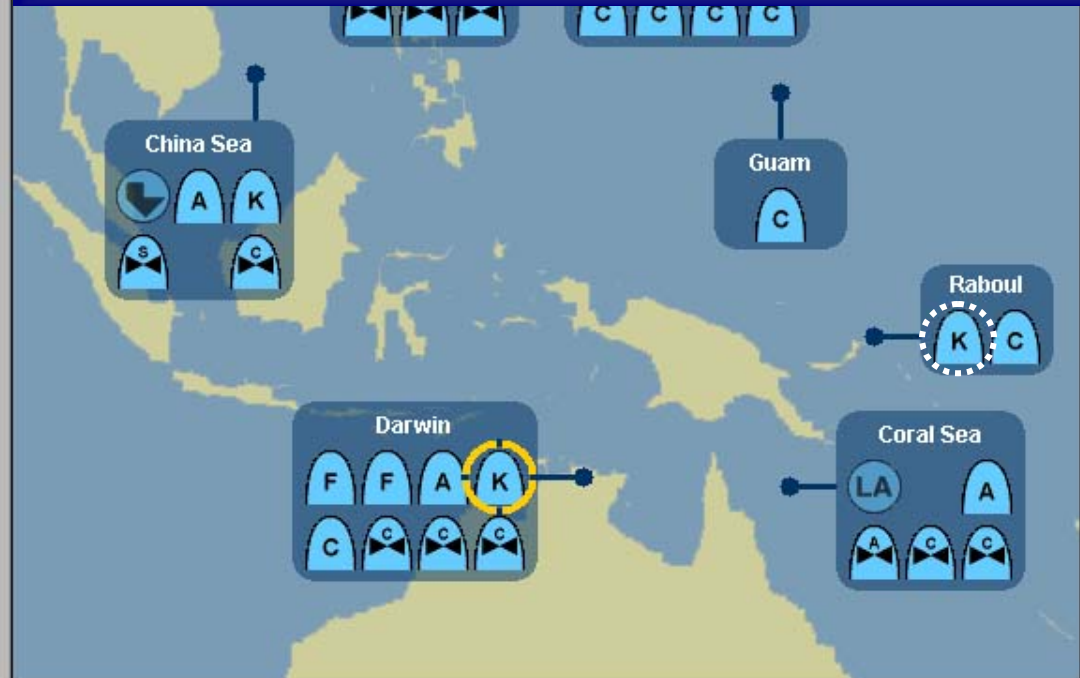 C C C C
China Sea
A K
S C
Guam
C
Raboul
K C
Darwin
F F A K
C C C C
Coral Sea
LA A
A C C